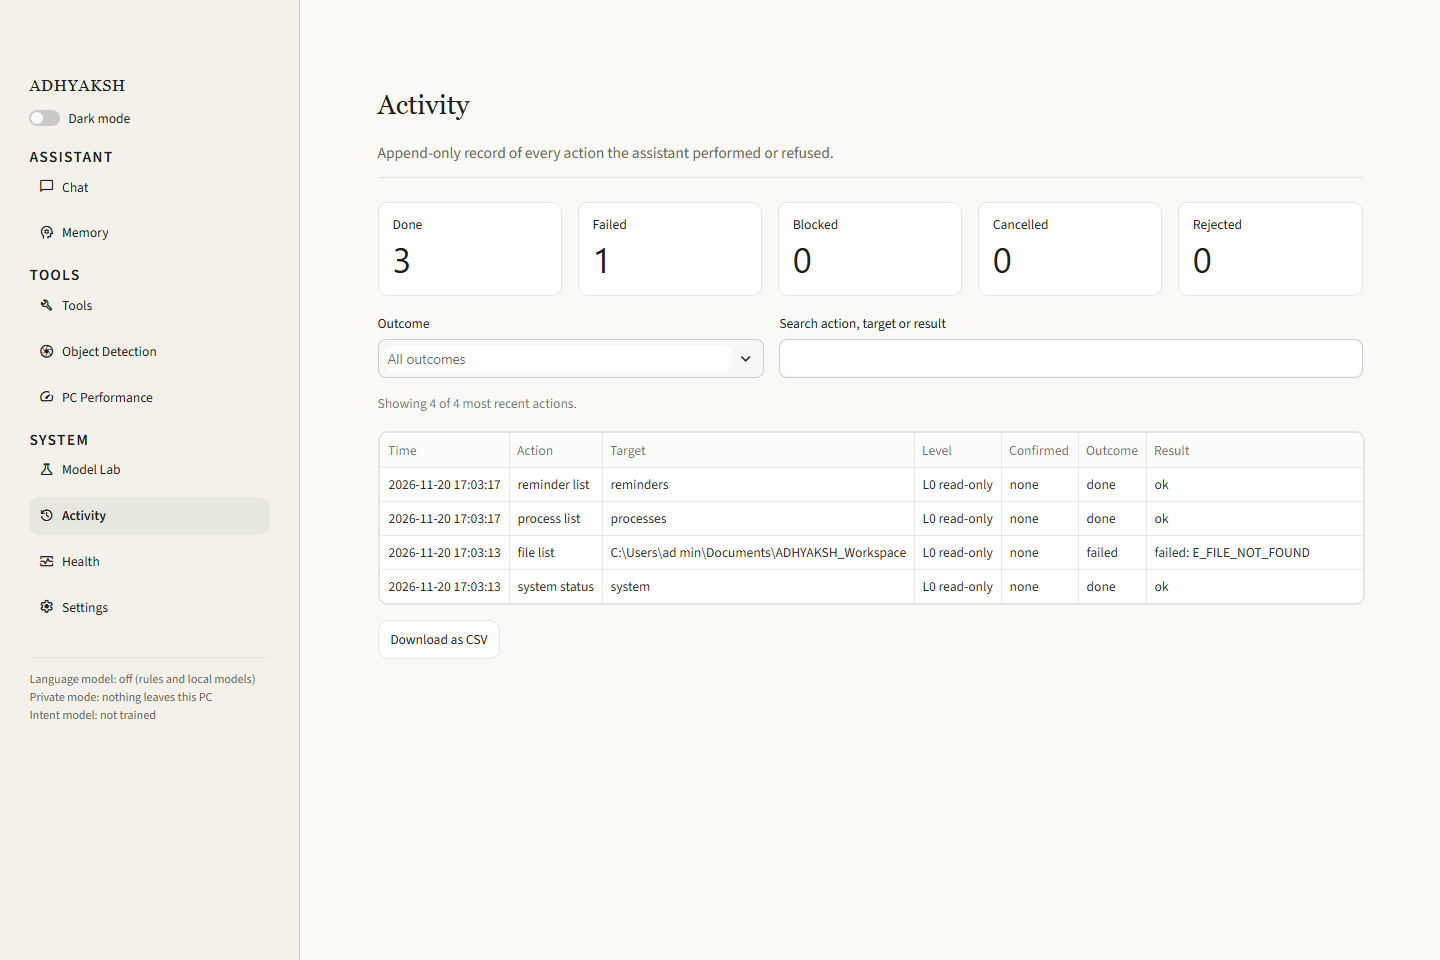 ADHYAKSH
Dark mode
ASSISTANT
Chat
Memory
TOOLS
Tools
Object Detection
PC Performance
SYSTEM
Model Lab
Activity
Health
Settings
Language model: off (rules and local models)
Private mode: nothing leaves this PC
Intent model: not trained
Activity
Append-only record of every action the assistant performed or refused.
Done Failed Blocked Cancelled Rejected
3 1 0 0 0
Outcome Search action, target or result
All outcomes
Showing 4 of 4 most recent actions.
Time Action Target Level Confirmed Outcome Result
2026-11-20 17:03:17 reminder list reminders L0 read-only none done ok
2026-11-20 17:03:17 process list processes L0 read-only none done ok
2026-11-20 17:03:13 file list C:\Users\ad min\Documents\ADHYAKSH_Workspace L0 read-only none failed failed: E_FILE_NOT_FOUND
2026-11-20 17:03:13 system status system L0 read-only none done ok
Download as CSV